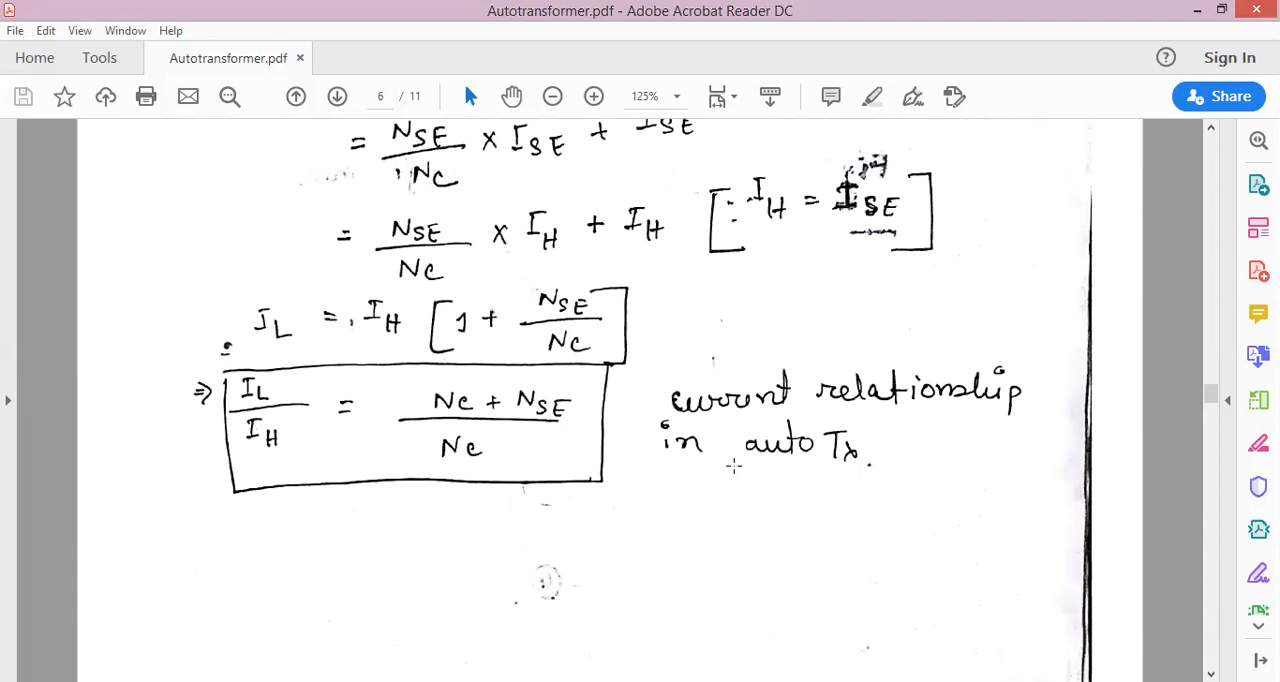 Autotransformer.pdf - Adobe Acrobat Reader DC
File Edit View Window Help
Home Tools Autotransformer.pdf ×
Sign In
6 / 11
125%
Share
= NSE/NC × ISE + ISE
= NSE/NC × IH + IH [∵ IH = ISE]
IL = IH [1 + NSE/NC]
⇒ IL/IH = NC + NSE/NC
current relationship
in auto Tx.